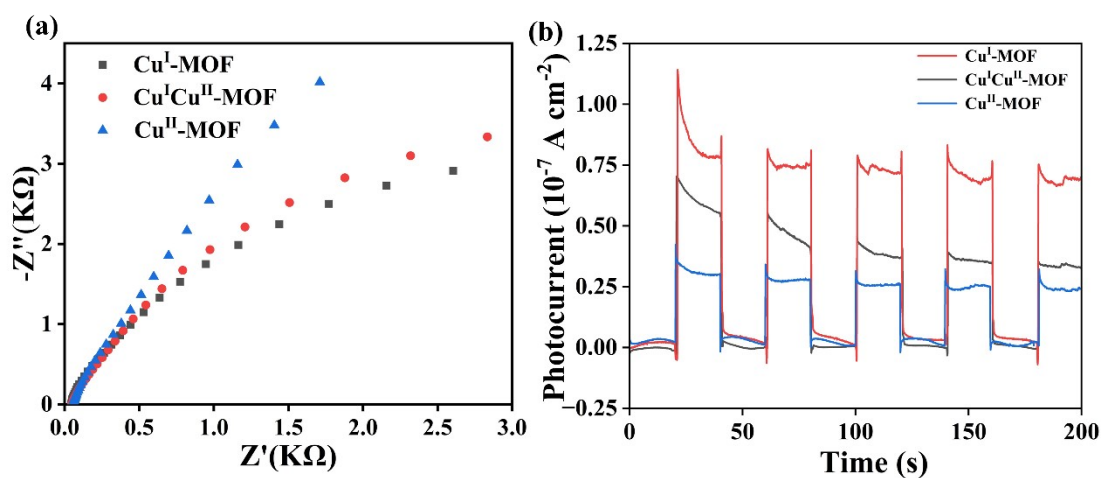 (a)
Cu^I-MOF
Cu^ICu^II-MOF
Cu^II-MOF
-Z''(KΩ)
4
3
2
1
0
0.0 0.5 1.0 1.5 2.0 2.5 3.0
Z'(KΩ)
(b)
Cu^I-MOF
Cu^ICu^II-MOF
Cu^II-MOF
Photocurrent (10^-7 A cm^-2)
1.25
1.00
0.75
0.50
0.25
0.00
−0.25
0 50 100 150 200
Time (s)